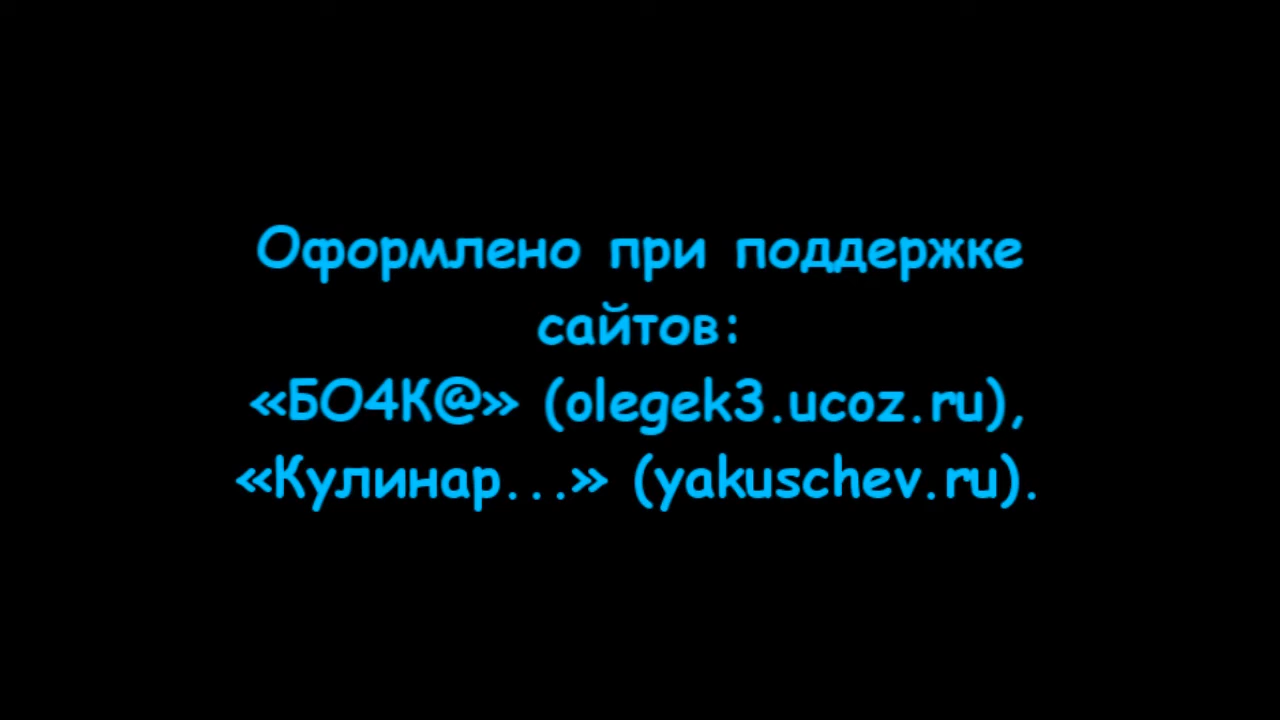 Оформлено при поддержке
сайтов:
«БО4К@» (olegek3.ucoz.ru),
«Кулинар...» (yakuschev.ru).